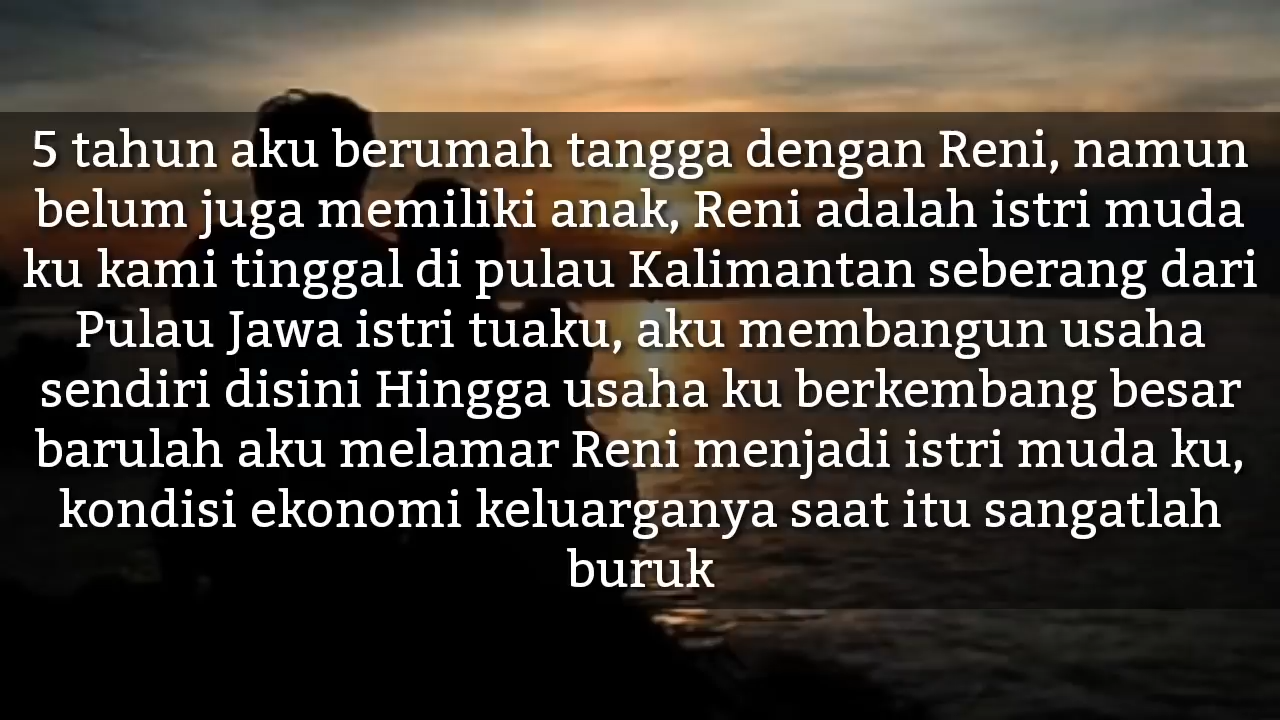 5 tahun aku berumah tangga dengan Reni, namun
belum juga memiliki anak, Reni adalah istri muda
ku kami tinggal di pulau Kalimantan seberang dari
Pulau Jawa istri tuaku, aku membangun usaha
sendiri disini Hingga usaha ku berkembang besar
barulah aku melamar Reni menjadi istri muda ku,
kondisi ekonomi keluarganya saat itu sangatlah
buruk